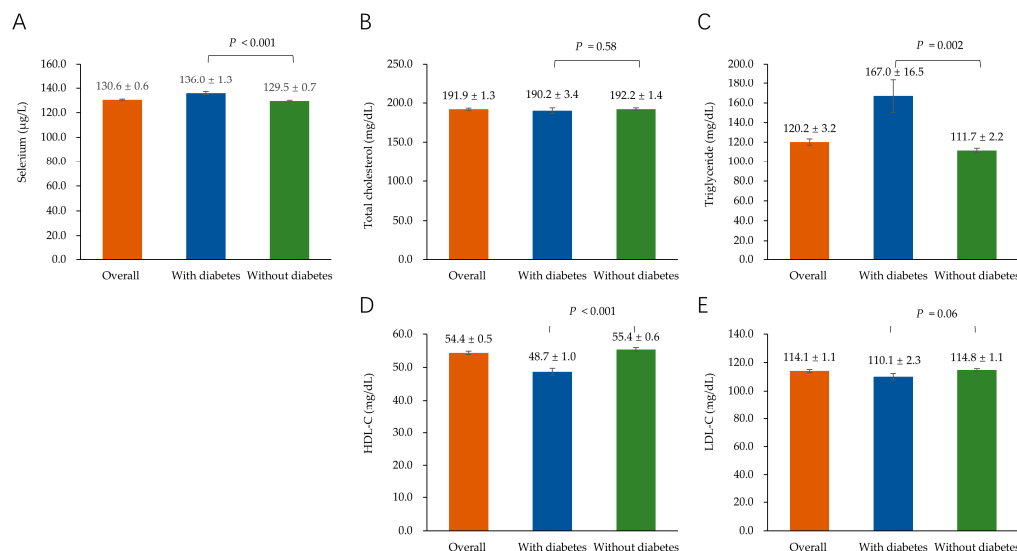 A
P < 0.001
160.0
140.0
120.0
100.0
80.0
60.0
40.0
20.0
0.0
Selenium (µg/L)
130.6 ± 0.6
136.0 ± 1.3
129.5 ± 0.7
Overall
With diabetes
Without diabetes
B
P = 0.58
250.0
200.0
150.0
100.0
50.0
0.0
Total cholesterol (mg/dL)
191.9 ± 1.3
190.2 ± 3.4
192.2 ± 1.4
Overall
With diabetes
Without diabetes
C
P = 0.002
200.0
180.0
160.0
140.0
120.0
100.0
80.0
60.0
40.0
20.0
0.0
Triglyceride (mg/dL)
120.2 ± 3.2
167.0 ± 16.5
111.7 ± 2.2
Overall
With diabetes
Without diabetes
D
P < 0.001
60.0
50.0
40.0
30.0
20.0
10.0
0.0
HDL-C (mg/dL)
54.4 ± 0.5
48.7 ± 1.0
55.4 ± 0.6
Overall
With diabetes
Without diabetes
E
P = 0.06
140.0
120.0
100.0
80.0
60.0
40.0
20.0
0.0
LDL-C (mg/dL)
114.1 ± 1.1
110.1 ± 2.3
114.8 ± 1.1
Overall
With diabetes
Without diabetes